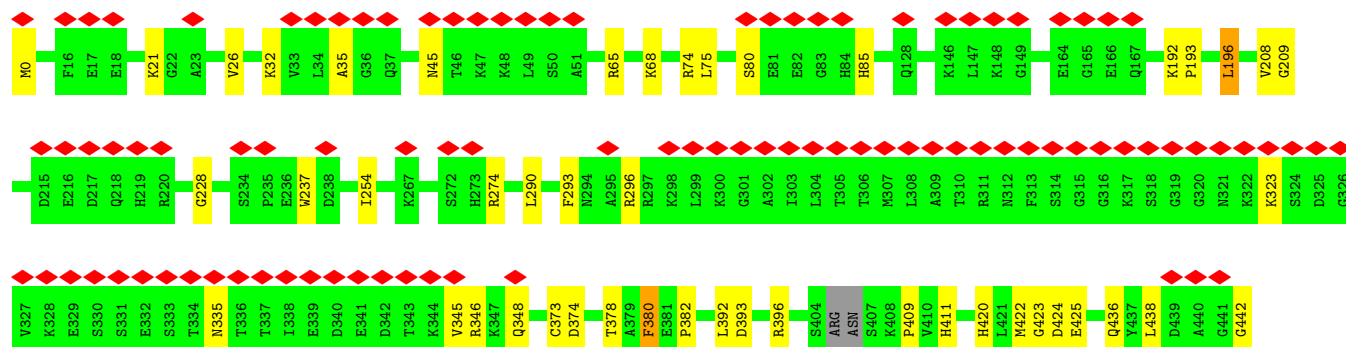 M0 F16 E17 E18 K21 G22 A23 V26 K32 V33 L34 A35 G36 Q37 N45 T46 K47 K48 L49 S50 A51 R65 K68 R74 L75 S80 E81 E82 G83 H84 H85 Q128 K146 L147 K148 G149 E164 G165 E166 Q167 K192 P193 L196 V208 G209
D215 E216 D217 Q218 H219 R220 G228 S234 P235 E236 W237 D238 I254 K267 S272 H273 R274 L290 F293 N294 A295 R296 R297 K298 L299 K300 G301 A302 I303 L304 T305 T306 M307 L308 A309 T310 R311 N312 F313 S314 G315 G316 K317 S318 G319 G320 N321 K322 K323 S324 D325 G326
V327 K328 E329 S330 S331 E332 S333 T334 N335 T336 T337 I338 E339 D340 E341 D342 T343 K344 V345 R346 K347 Q348 C373 D374 T378 A379 F380 E381 P382 L392 D393 R396 S404 ARG ASN S407 K408 P409 V410 H411 H420 L421 M422 G423 D424 E425 Q436 Y437 L438 D439 A440 G441 G442